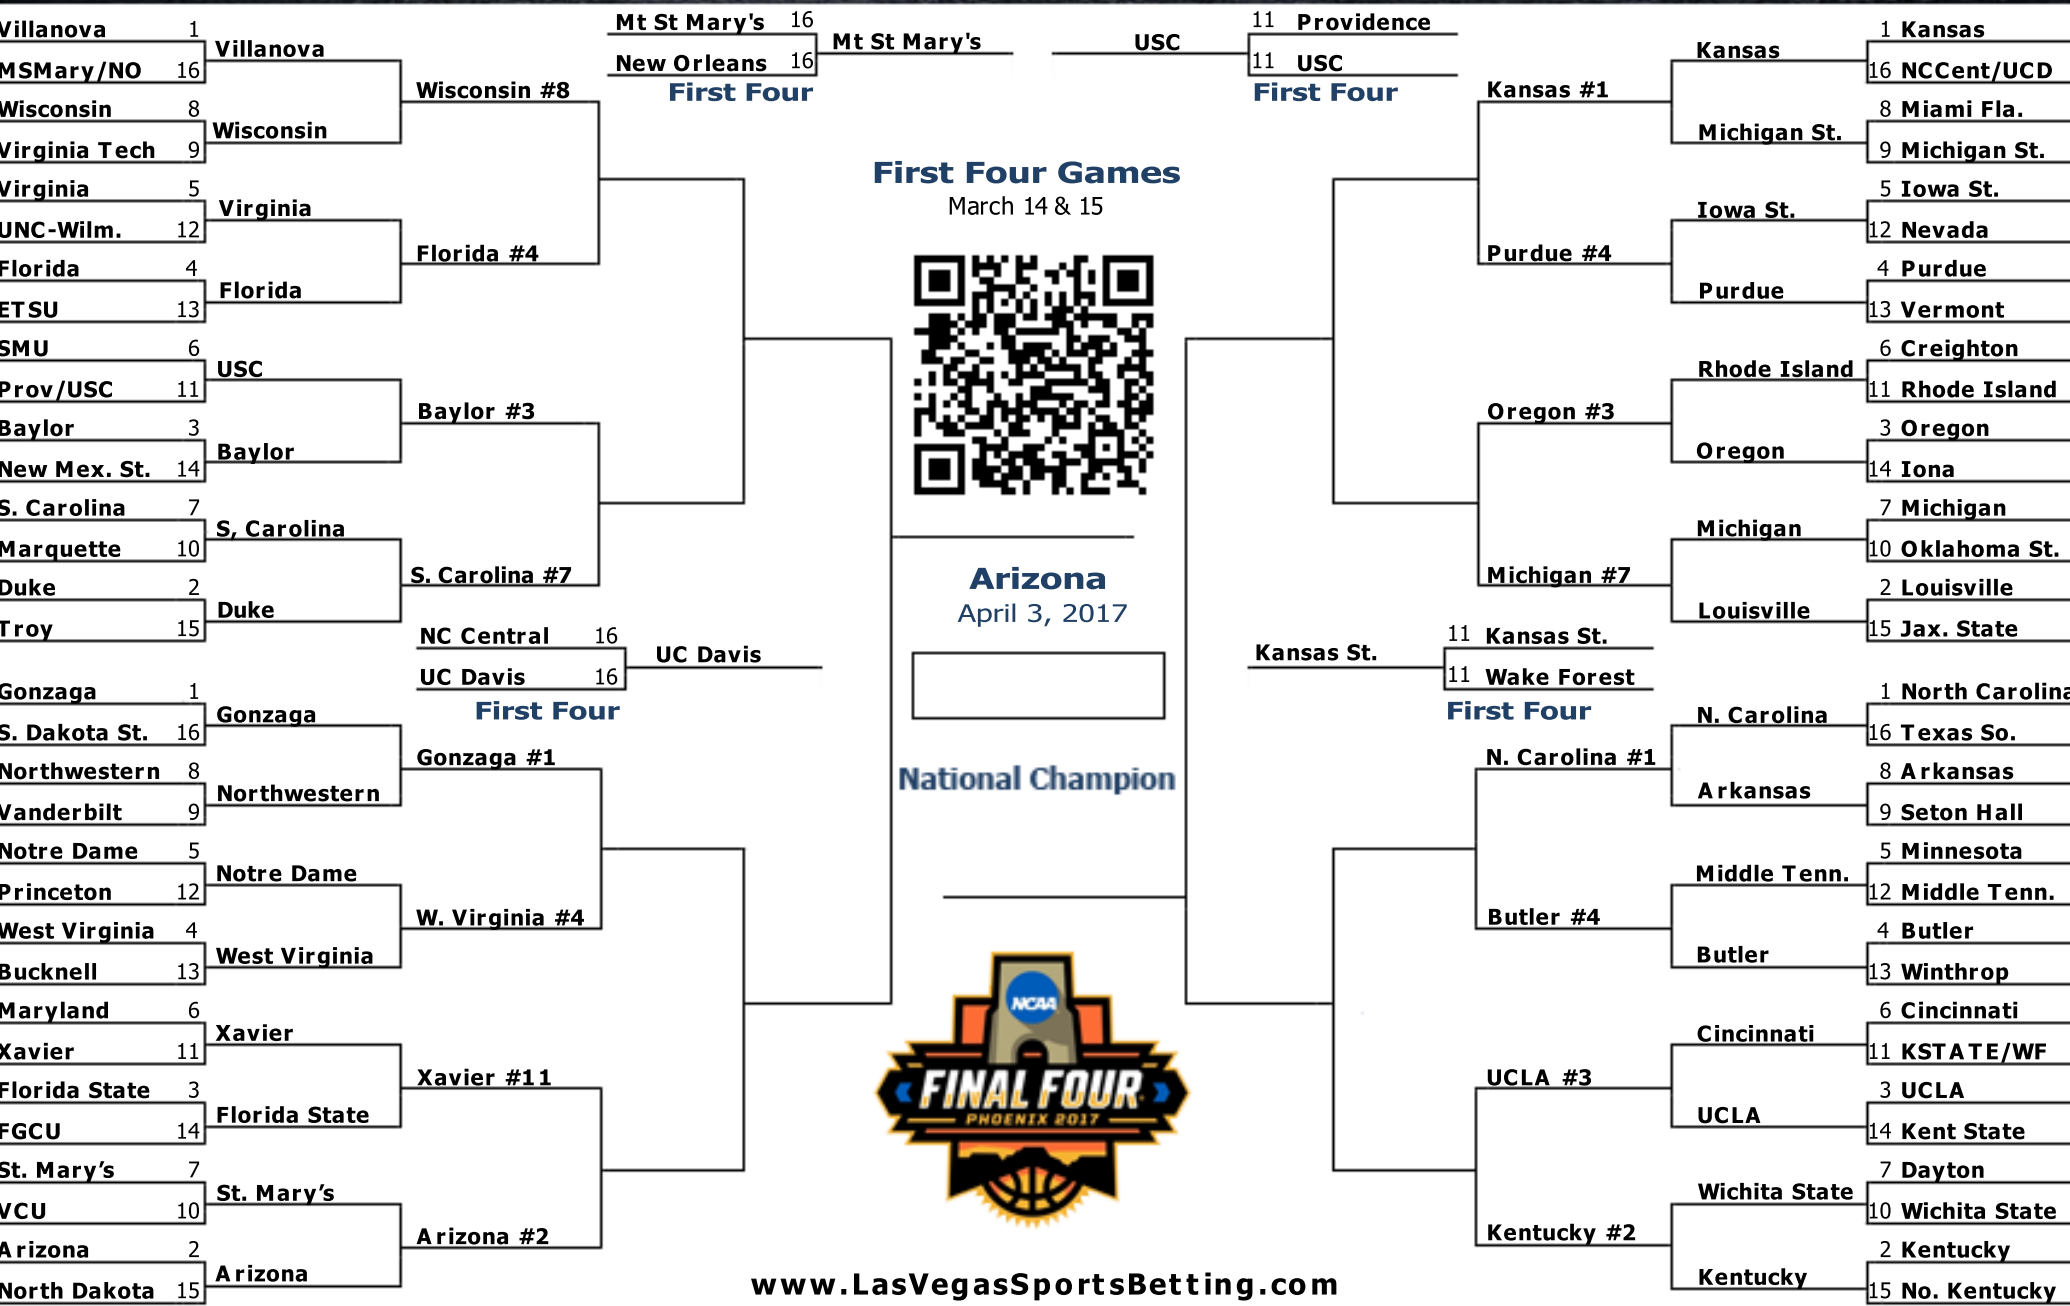 Villanova 1
MSMary/NO 16
Wisconsin 8
Virginia Tech 9
Virginia 5
UNC-Wilm. 12
Florida 4
ETSU 13
SMU 6
Prov/USC 11
Baylor 3
New Mex. St. 14
S. Carolina 7
Marquette 10
Duke 2
Troy 15
Villanova
Wisconsin
Virginia
Florida
USC
Baylor
S, Carolina
Duke
Wisconsin #8
Florida #4
Baylor #3
S. Carolina #7
Gonzaga 1
S. Dakota St. 16
Northwestern 8
Vanderbilt 9
Notre Dame 5
Princeton 12
West Virginia 4
Bucknell 13
Maryland 6
Xavier 11
Florida State 3
FGCU 14
St. Mary’s 7
VCU 10
Arizona 2
North Dakota 15
Gonzaga
Northwestern
Notre Dame
West Virginia
Xavier
Florida State
St. Mary’s
Arizona
Gonzaga #1
W. Virginia #4
Xavier #11
Arizona #2
Mt St Mary's 16
New Orleans 16
Mt St Mary's
First Four
USC
11 Providence
11 USC
First Four
First Four Games
March 14 & 15
Arizona
April 3, 2017
NC Central 16
UC Davis 16
UC Davis
First Four
Kansas St.
11 Kansas St.
11 Wake Forest
First Four
National Champion
NCAA
FINAL FOUR
PHOENIX 2017
www.LasVegasSportsBetting.com
Kansas #1
Purdue #4
Oregon #3
Michigan #7
Kansas
Michigan St.
Iowa St.
Purdue
Rhode Island
Oregon
Michigan
Louisville
1 Kansas
16 NCCent/UCD
8 Miami Fla.
9 Michigan St.
5 Iowa St.
12 Nevada
4 Purdue
13 Vermont
6 Creighton
11 Rhode Island
3 Oregon
14 Iona
7 Michigan
10 Oklahoma St.
2 Louisville
15 Jax. State
N. Carolina #1
Butler #4
UCLA #3
Kentucky #2
N. Carolina
Arkansas
Middle Tenn.
Butler
Cincinnati
UCLA
Wichita State
Kentucky
1 North Carolina
16 Texas So.
8 Arkansas
9 Seton Hall
5 Minnesota
12 Middle Tenn.
4 Butler
13 Winthrop
6 Cincinnati
11 KSTATE/WF
3 UCLA
14 Kent State
7 Dayton
10 Wichita State
2 Kentucky
15 No. Kentucky